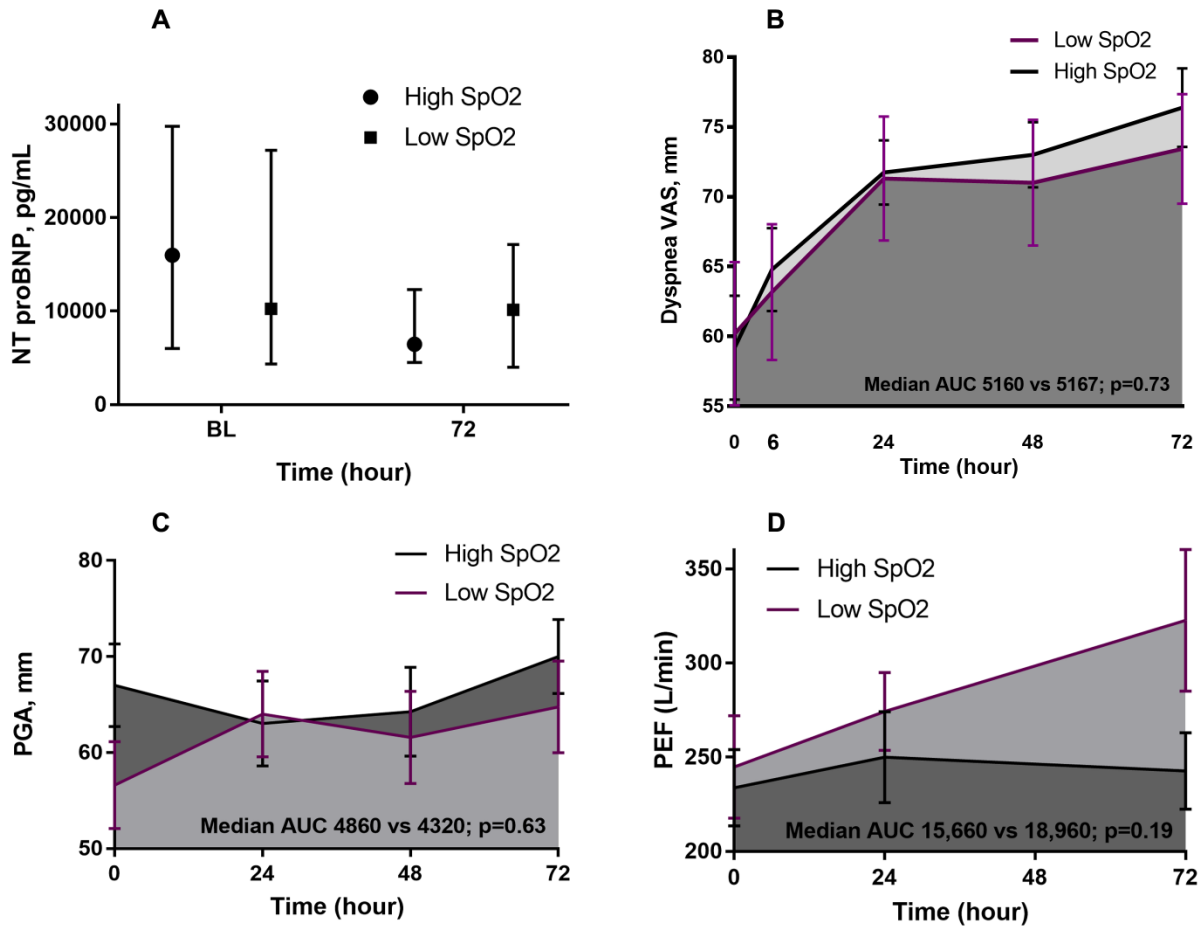 A
High SpO2
Low SpO2
NT proBNP, pg/mL
30000
20000
10000
0
BL 72
Time (hour)
B
Low SpO2
High SpO2
Dyspnea VAS, mm
80
75
70
65
60
55
Median AUC 5160 vs 5167; p=0.73
0 6 24 48 72
Time (hour)
C
High SpO2
Low SpO2
PGA, mm
80
70
60
50
Median AUC 4860 vs 4320; p=0.63
0 24 48 72
Time (hour)
D
High SpO2
Low SpO2
PEF (L/min)
350
300
250
200
Median AUC 15,660 vs 18,960; p=0.19
0 24 48 72
Time (hour)